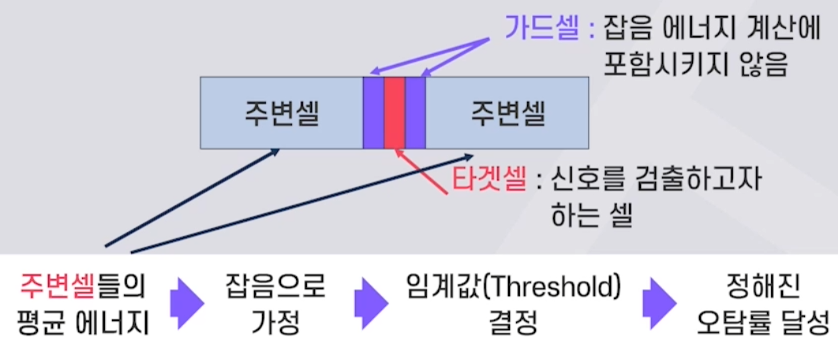 가드셀 : 잡음 에너지 계산에
포함시키지 않음
주변셀
주변셀
타겟셀 : 신호를 검출하고자
하는 셀
주변셀들의
평균 에너지
잡음으로
가정
임계값(Threshold)
결정
정해진
오탐률 달성